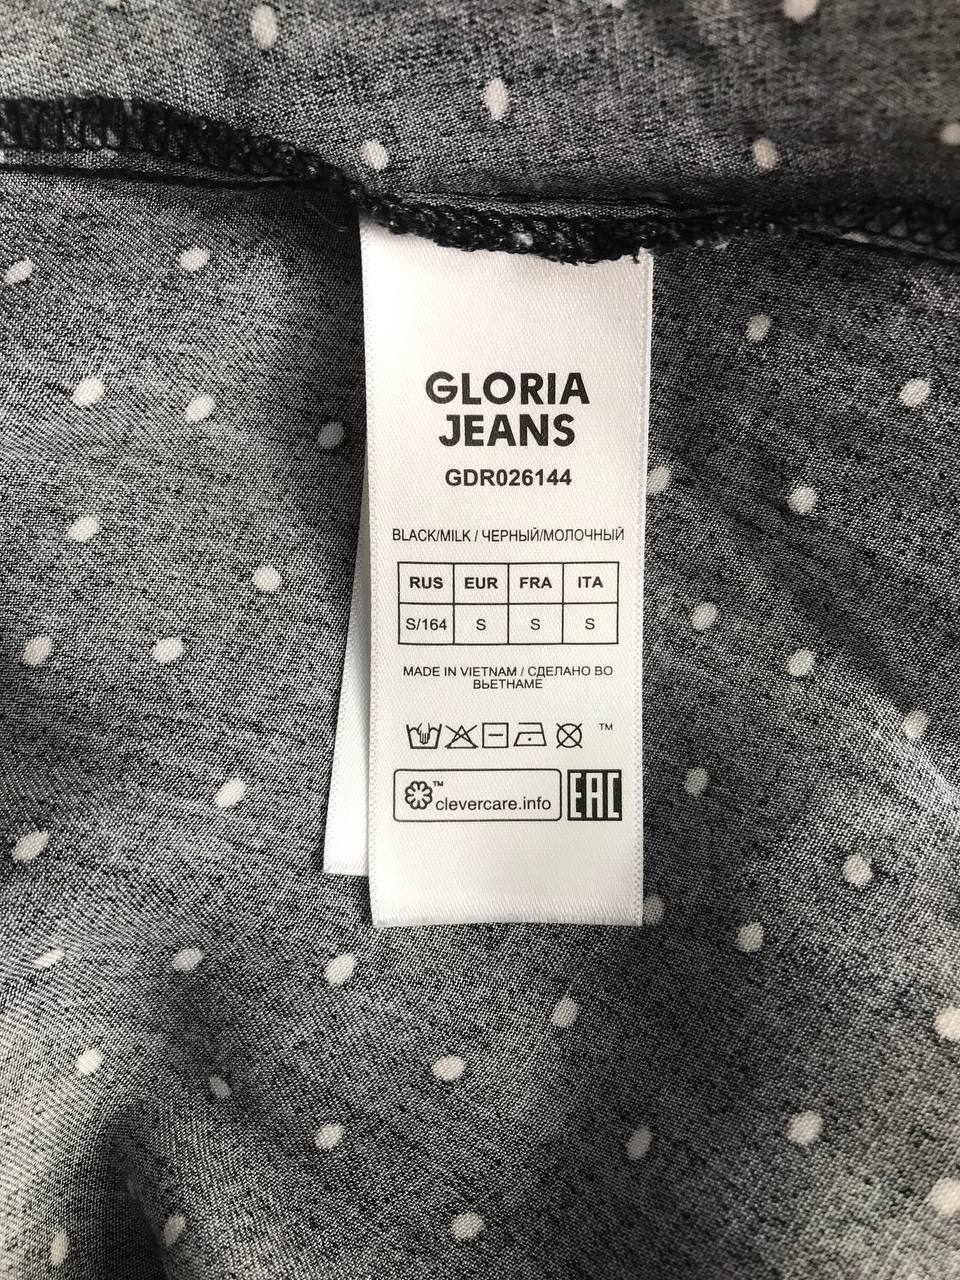 GLORIA
JEANS
GDR026144
BLACK/MILK / ЧЕРНЫЙ/МОЛОЧНЫЙ
RUS EUR FRA ITA
S/164 S S S
MADE IN VIETNAM / СДЕЛАНО ВО
ВЬЕТНАМЕ
™
™ clevercare.info EAC